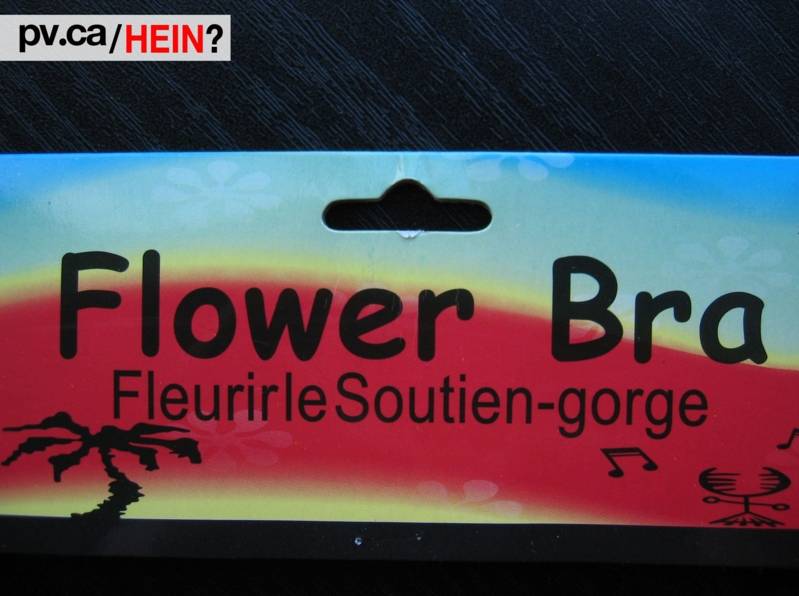 pv.ca/HEIN?
Flower Bra
FleurirleSoutien-gorge